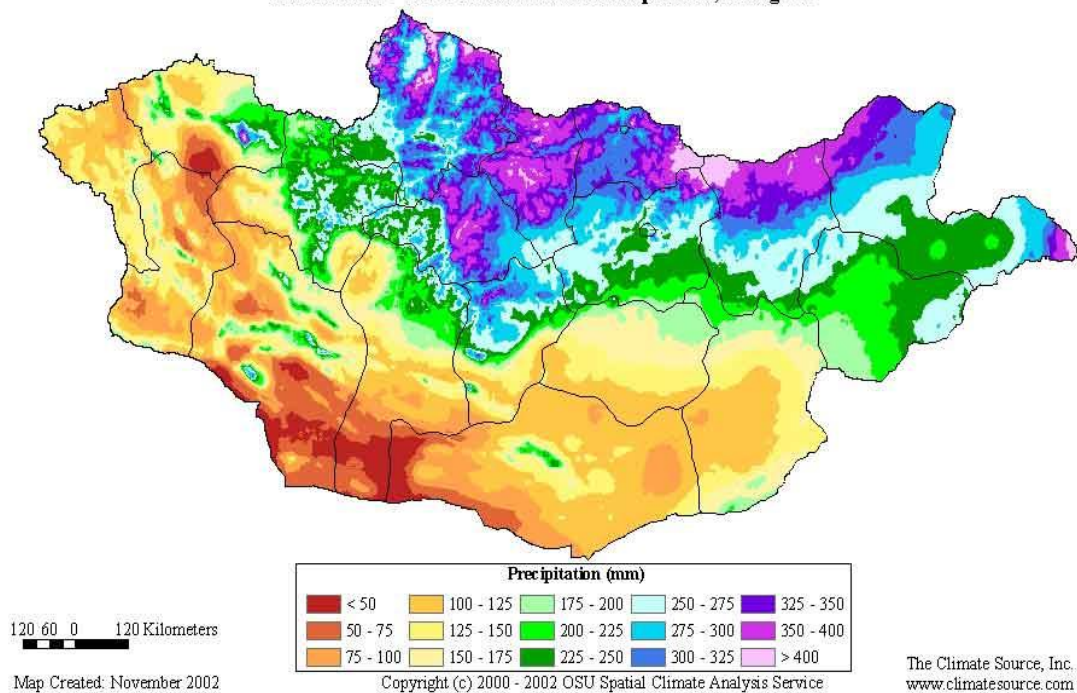 Precipitation (mm)
< 50
100 - 125
175 - 200
250 - 275
325 - 350
50 - 75
125 - 150
200 - 225
275 - 300
350 - 400
75 - 100
150 - 175
225 - 250
300 - 325
> 400
120 60 0 120 Kilometers
Map Created: November 2002
Copyright (c) 2000 - 2002 OSU Spatial Climate Analysis Service
The Climate Source, Inc.
www.climatesource.com